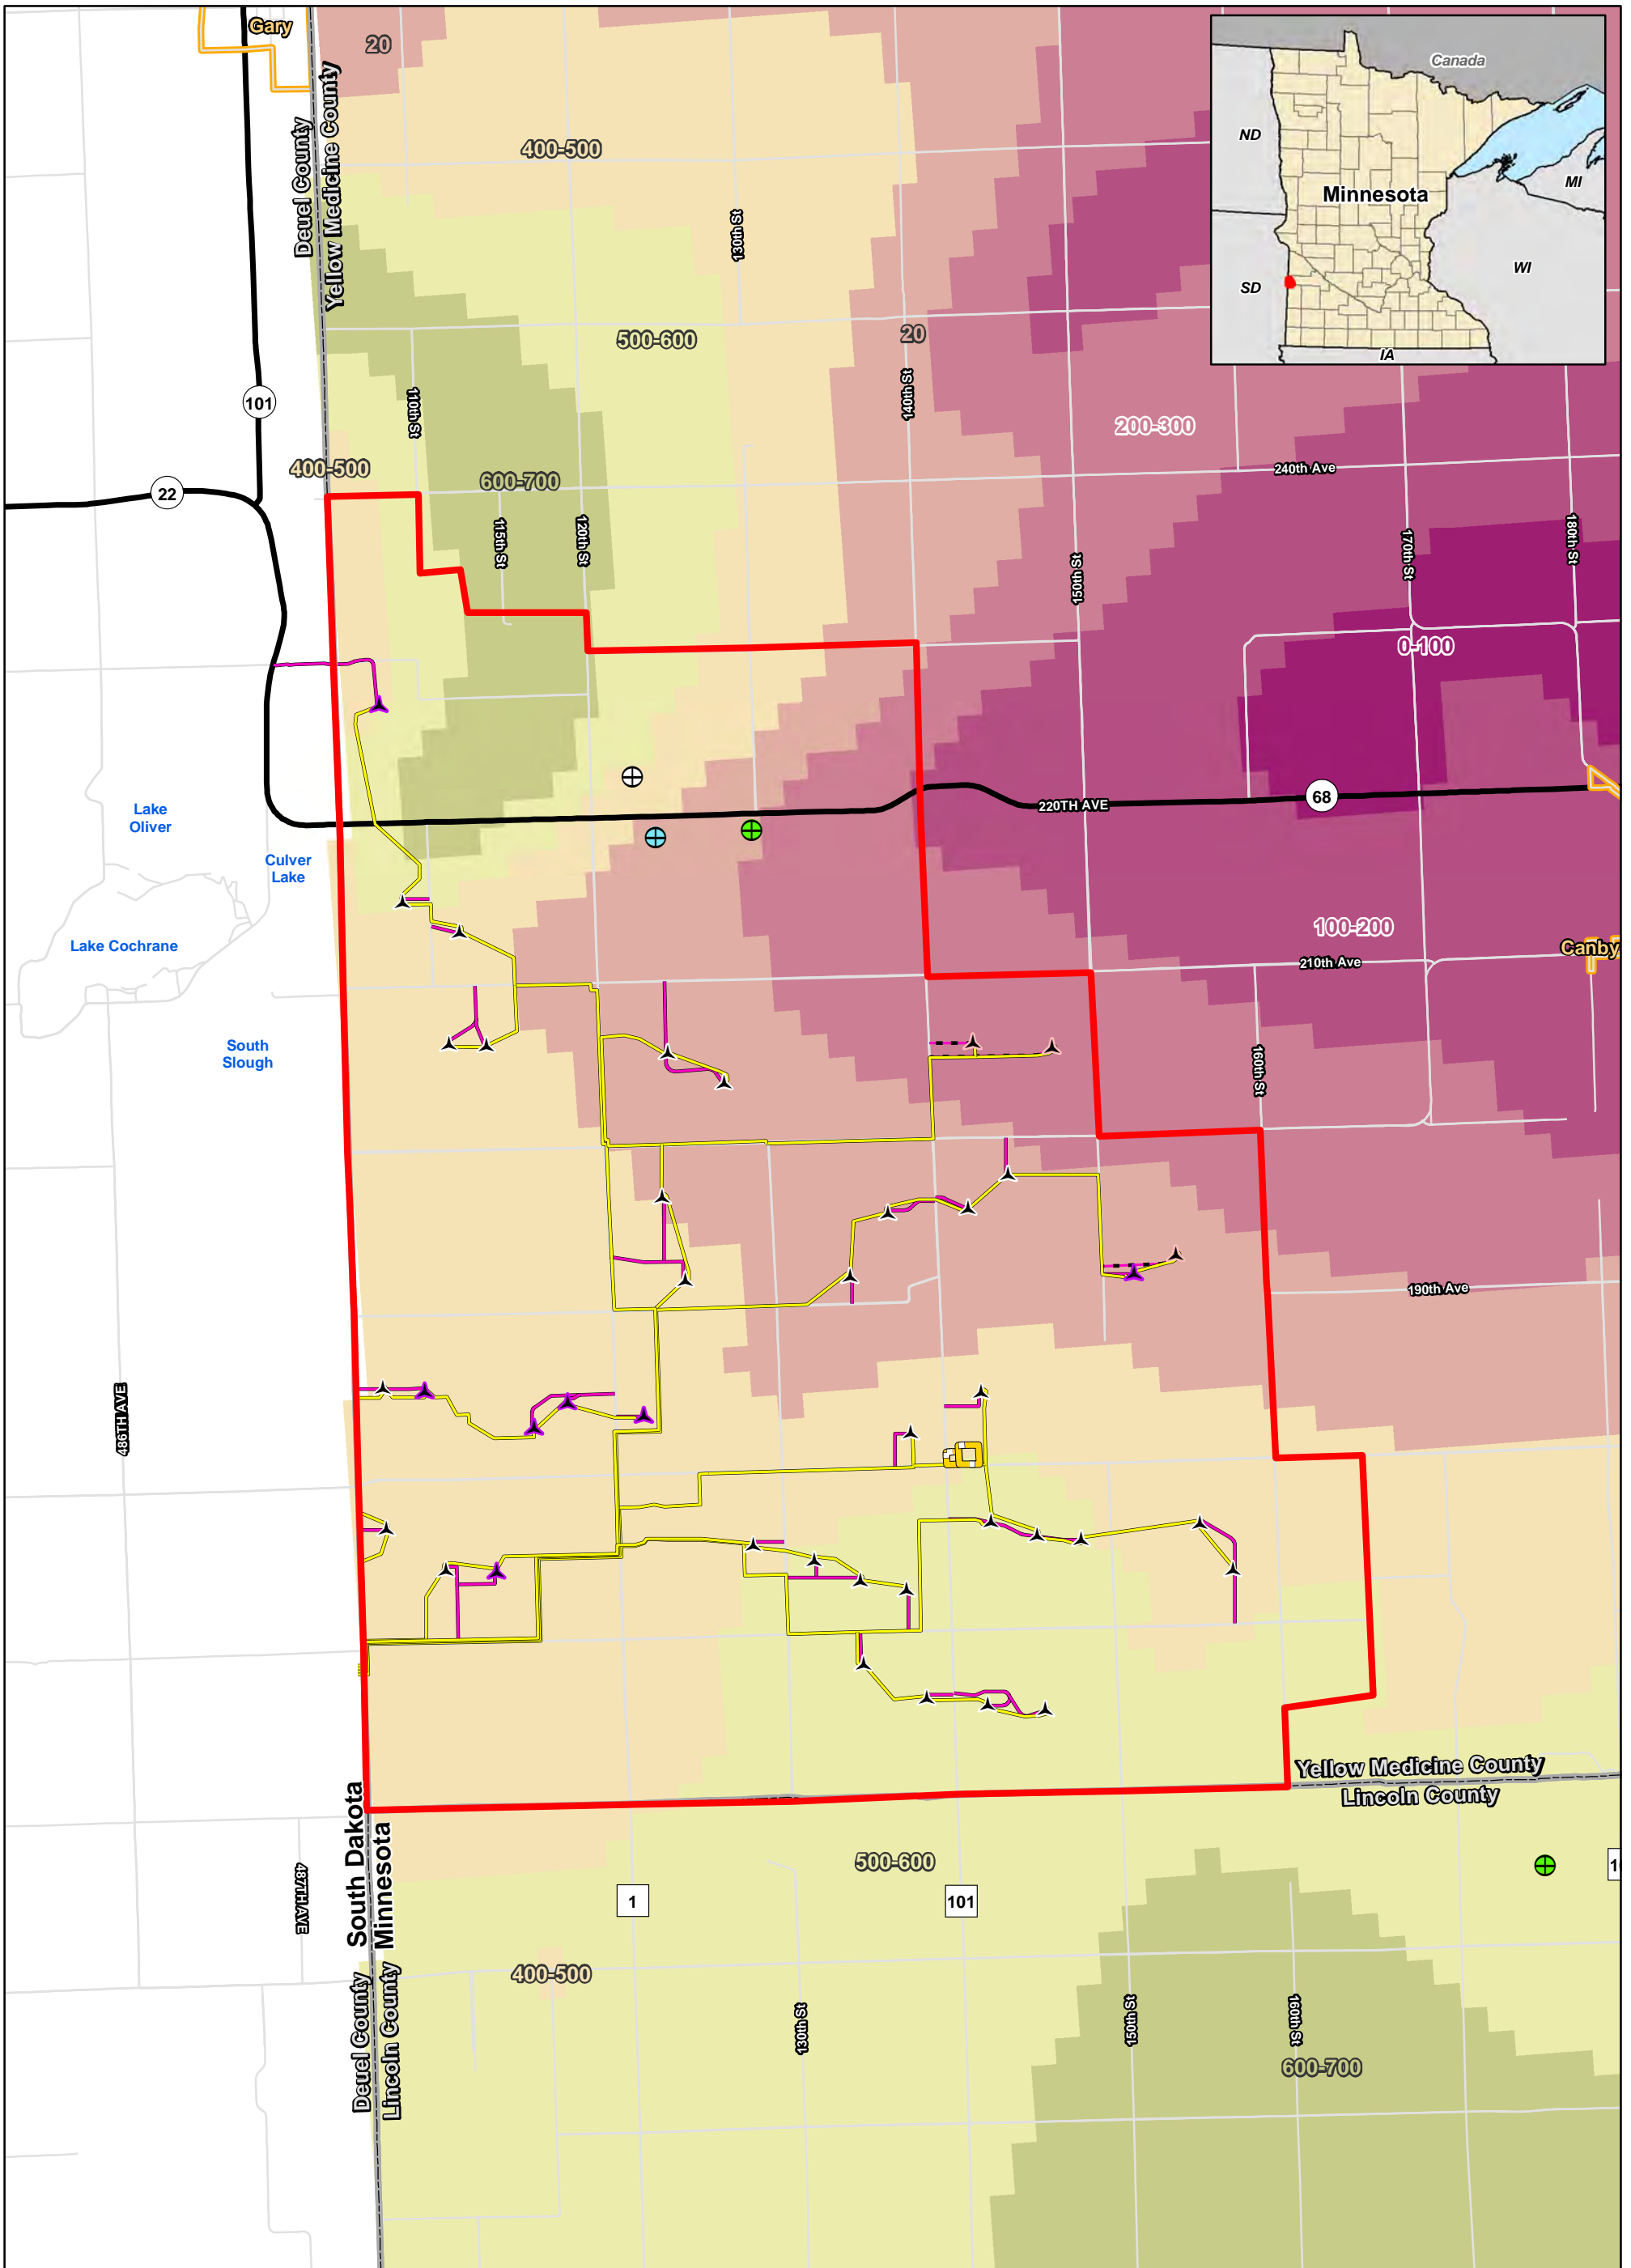 Gary
20
Canada
ND
Minnesota
MI
WI
SD
IA
Deuel County
Yellow Medicine County
400-500
130th St
500-600
20
140th St
110th St
101
200-300
400-500
22
600-700
240th Ave
115th St
120th St
150th St
170th St
180th St
0-100
Lake
Oliver
220TH AVE
68
Culver
Lake
Lake Cochrane
100-200
210th Ave
Canby
South
Slough
160th St
190th Ave
486TH AVE
Yellow Medicine County
Lincoln County
South Dakota
Minnesota
487TH AVE
500-600
1
101
400-500
Deuel County
Lincoln County
130th St
150th St
160th St
600-700